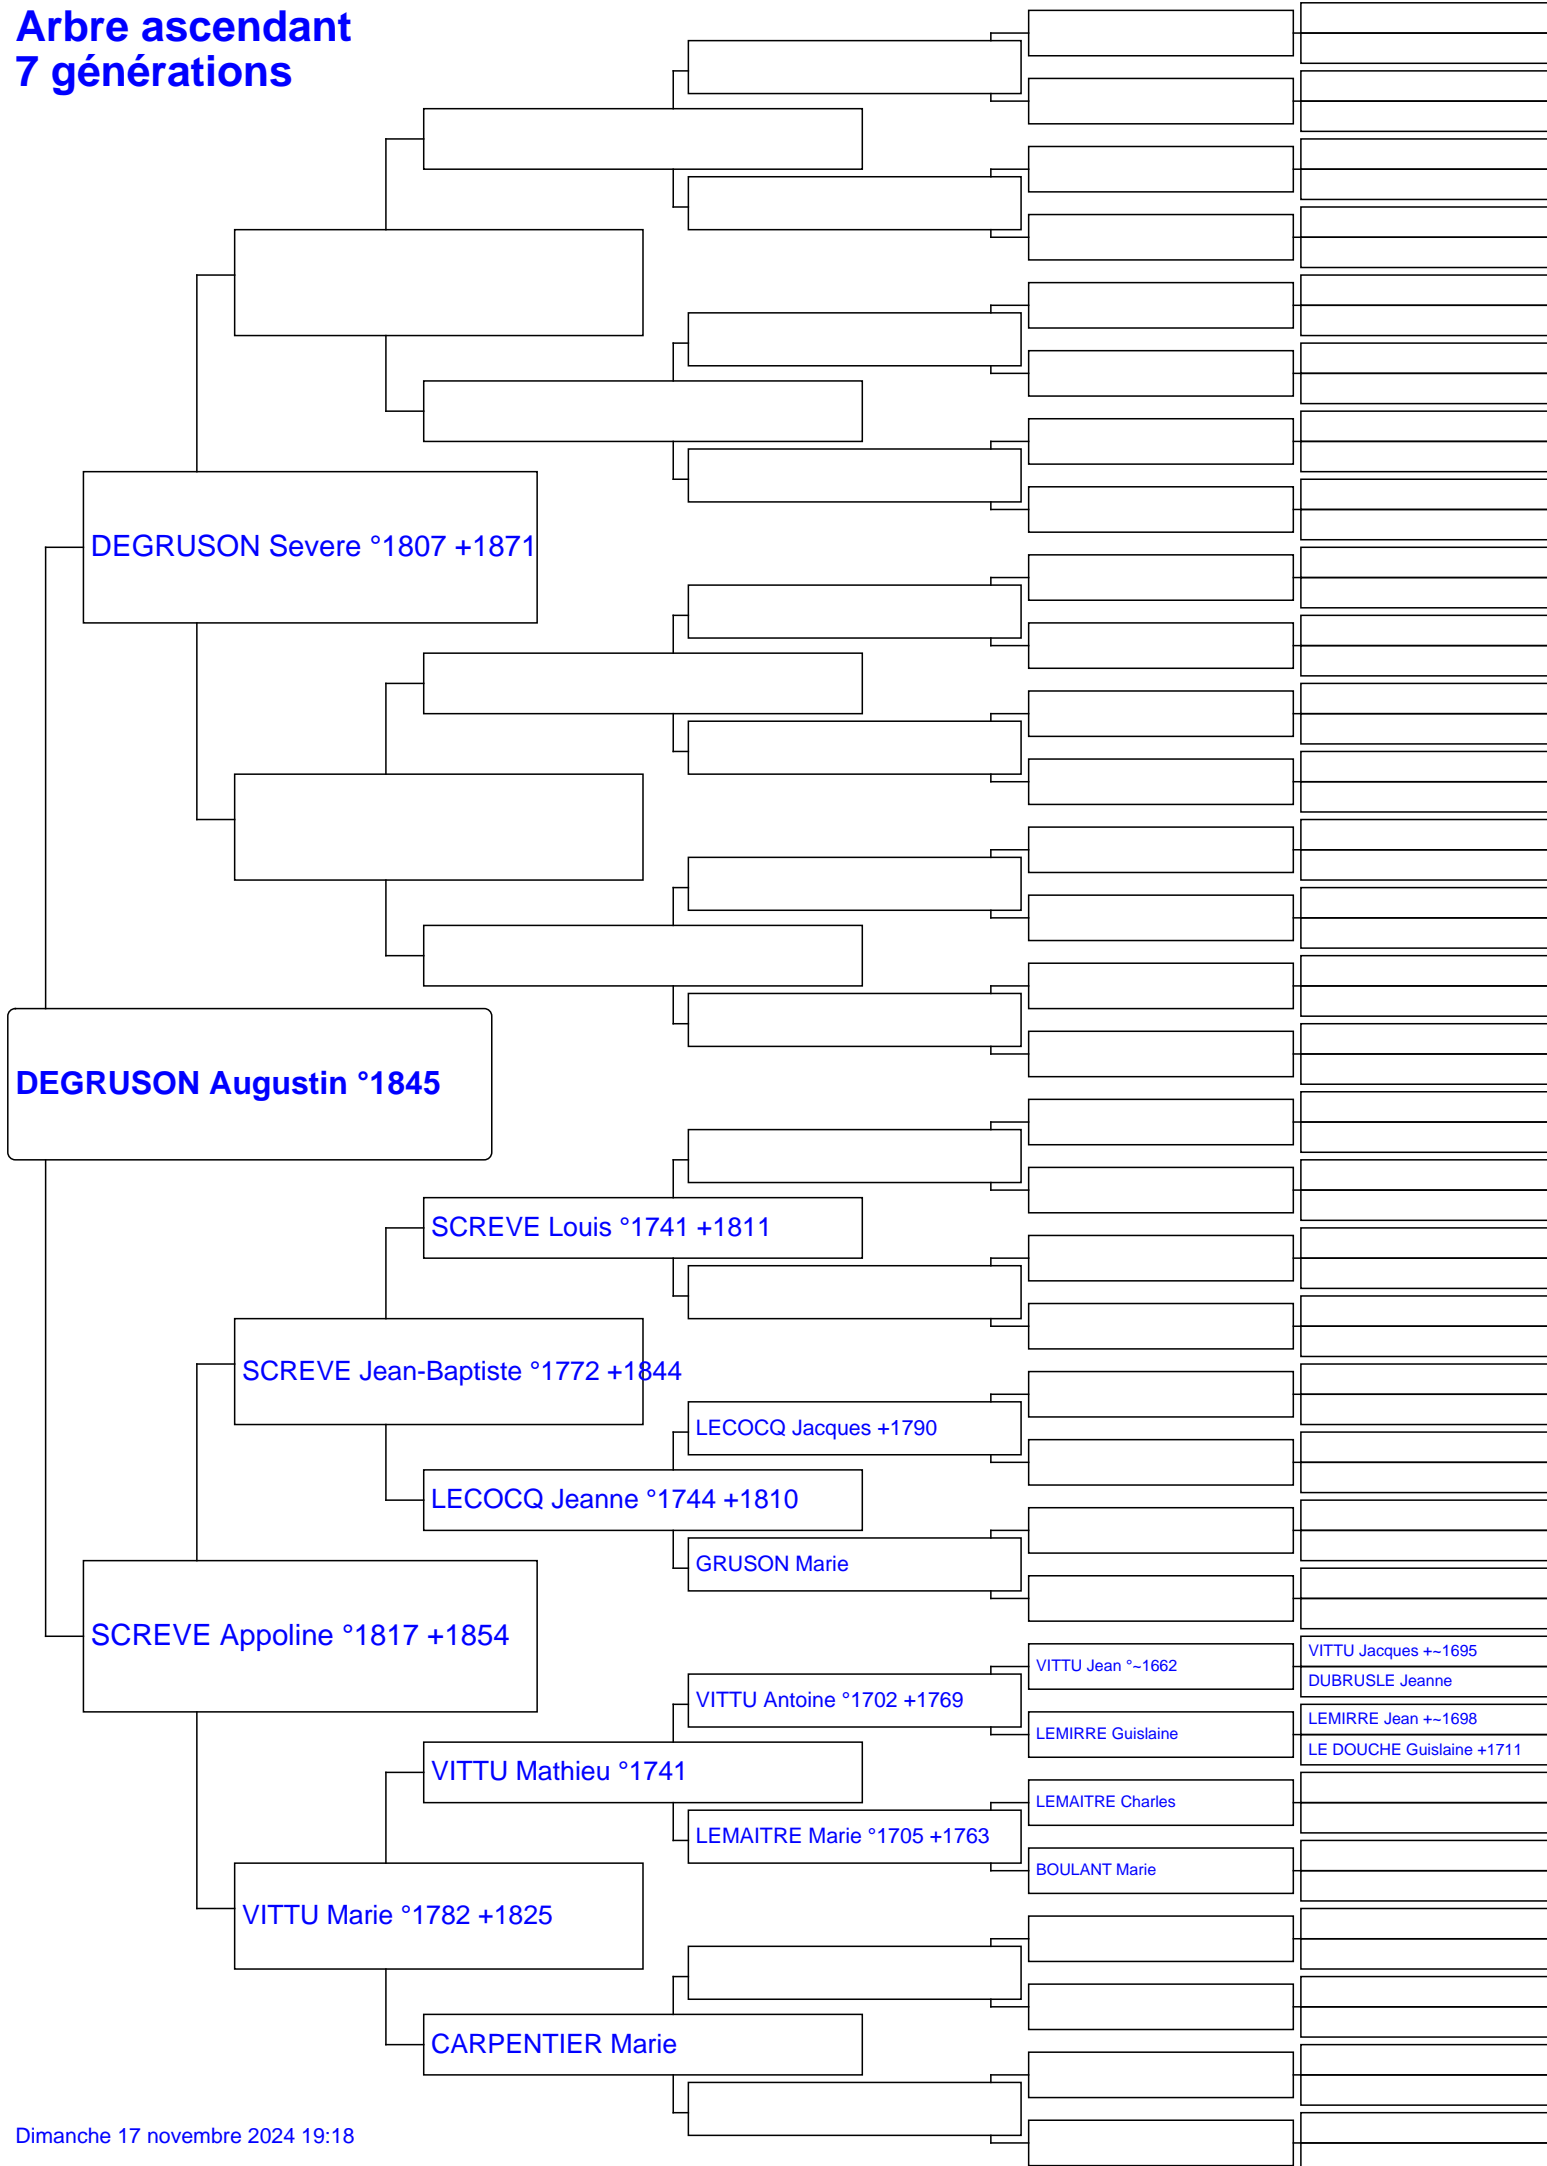 Arbre ascendant
7 générations
DEGRUSON Severe °1807 +1871
DEGRUSON Augustin °1845
SCREVE Louis °1741 +1811
SCREVE Jean-Baptiste °1772 +1844
LECOCQ Jacques +1790
LECOCQ Jeanne °1744 +1810
GRUSON Marie
SCREVE Appoline °1817 +1854
VITTU Jacques +~1695
VITTU Jean °~1662
DUBRUSLE Jeanne
VITTU Antoine °1702 +1769
LEMIRRE Jean +~1698
LEMIRRE Guislaine
LE DOUCHE Guislaine +1711
VITTU Mathieu °1741
LEMAITRE Charles
LEMAITRE Marie °1705 +1763
BOULANT Marie
VITTU Marie °1782 +1825
CARPENTIER Marie
Dimanche 17 novembre 2024 19:18